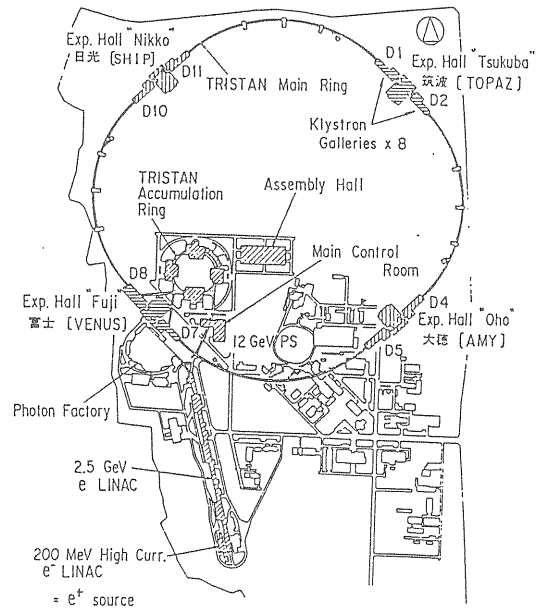 Exp. Hall "Nikko"
日光 [SHIP]
D11
D10
TRISTAN Main Ring
D1
Exp. Hall "Tsukuba"
筑波 [TOPAZ]
D2
Klystron
Galleries x 8
TRISTAN
Accumulation
Ring
Assembly Hall
Main Control
Room
D8
Exp. Hall "Fuji"
富士 [VENUS]
D7
12 GeV PS
D4
Exp. Hall "Oho"
大穂 [AMY]
D5
Photon Factory
2.5 GeV
e LINAC
200 MeV High Curr.
e⁻ LINAC
= e⁺ source